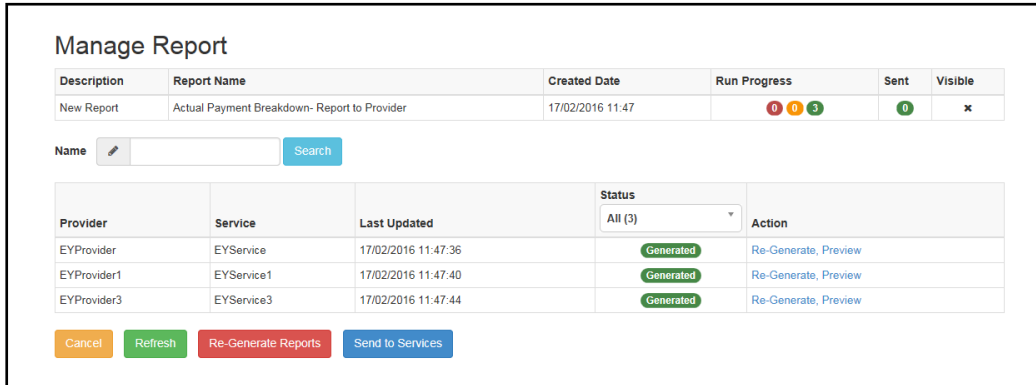 Manage Report
Description Report Name Created Date Run Progress Sent Visible
New Report Actual Payment Breakdown- Report to Provider 17/02/2016 11:47 0 0 3 0 ×
Name Search
Status
All (3)
Provider Service Last Updated Action
EYProvider EYService 17/02/2016 11:47:36 Generated Re-Generate, Preview
EYProvider1 EYService1 17/02/2016 11:47:40 Generated Re-Generate, Preview
EYProvider3 EYService3 17/02/2016 11:47:44 Generated Re-Generate, Preview
Cancel Refresh Re-Generate Reports Send to Services